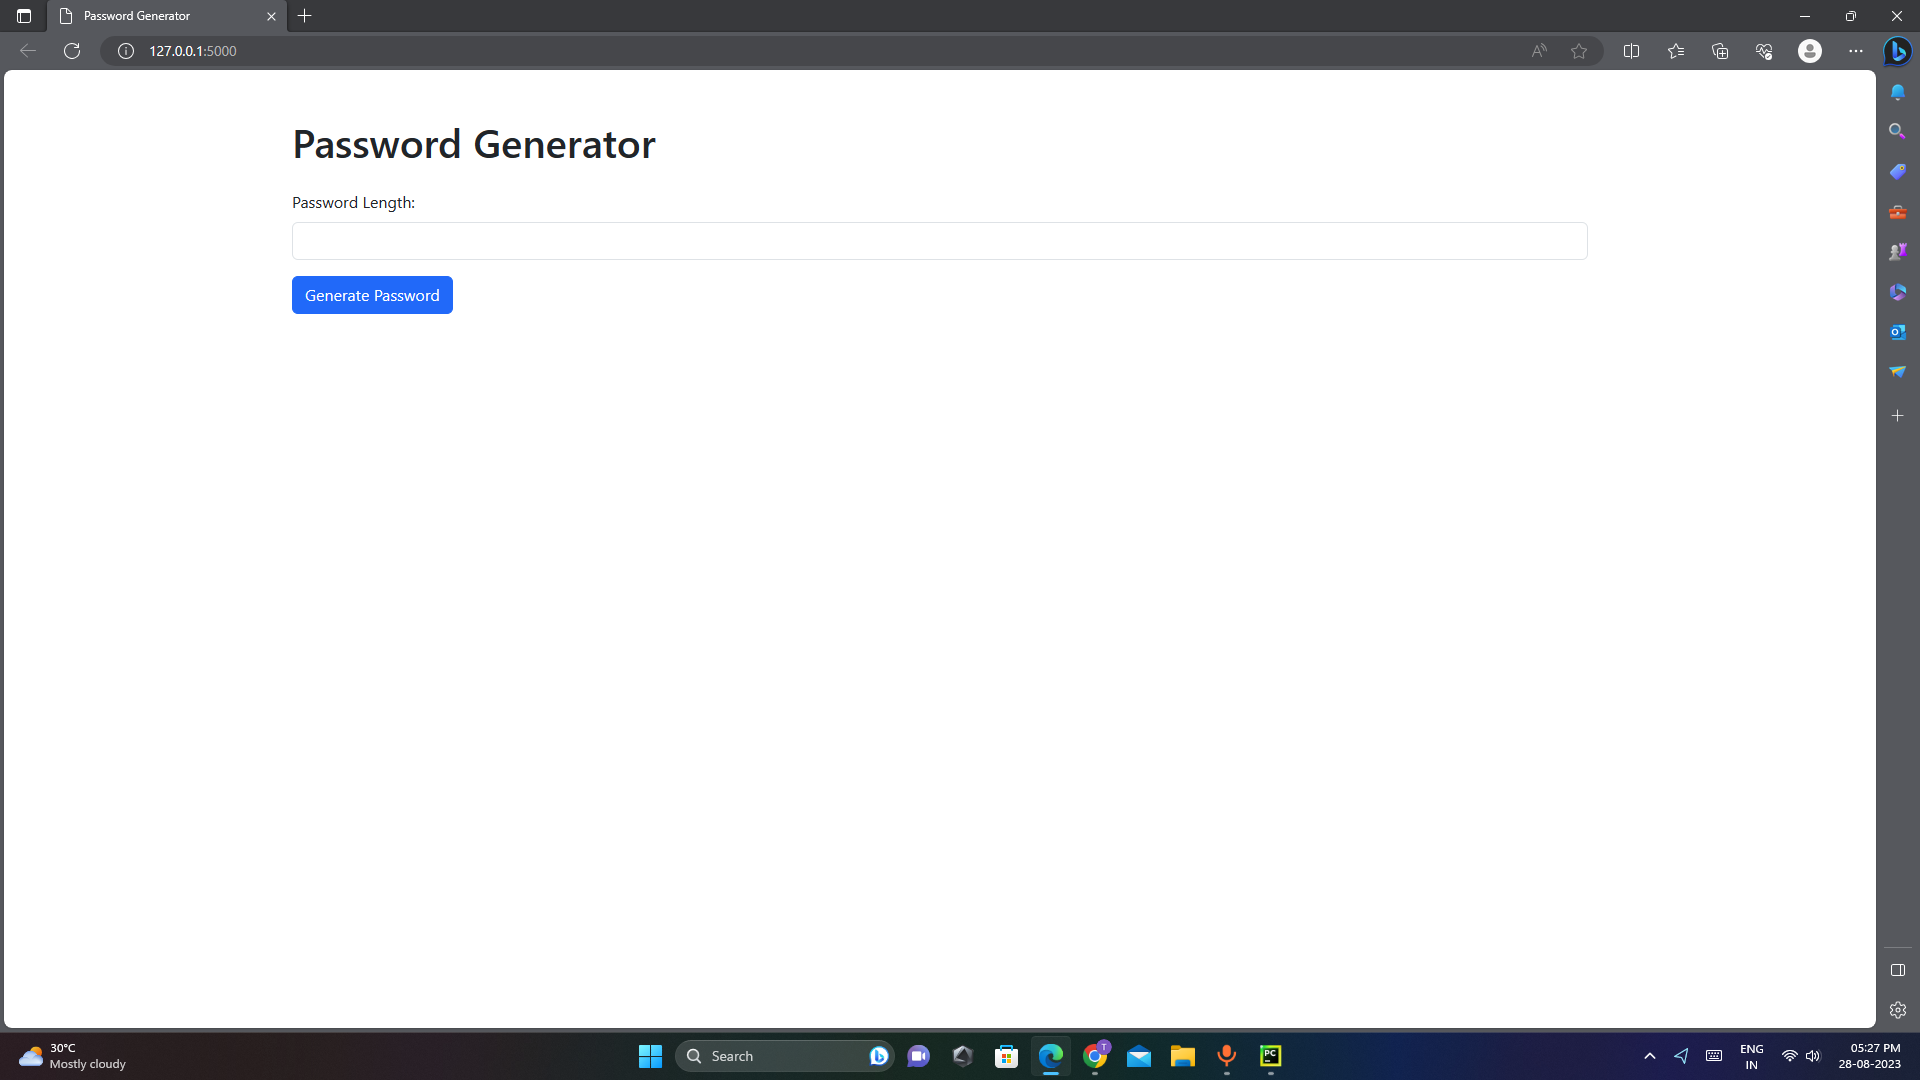 Password Generator
127.0.0.1:5000
Password Generator
Password Length:
Generate Password
30°C
Mostly cloudy
Search
T
PC
ENG
IN
05:27 PM
28-08-2023